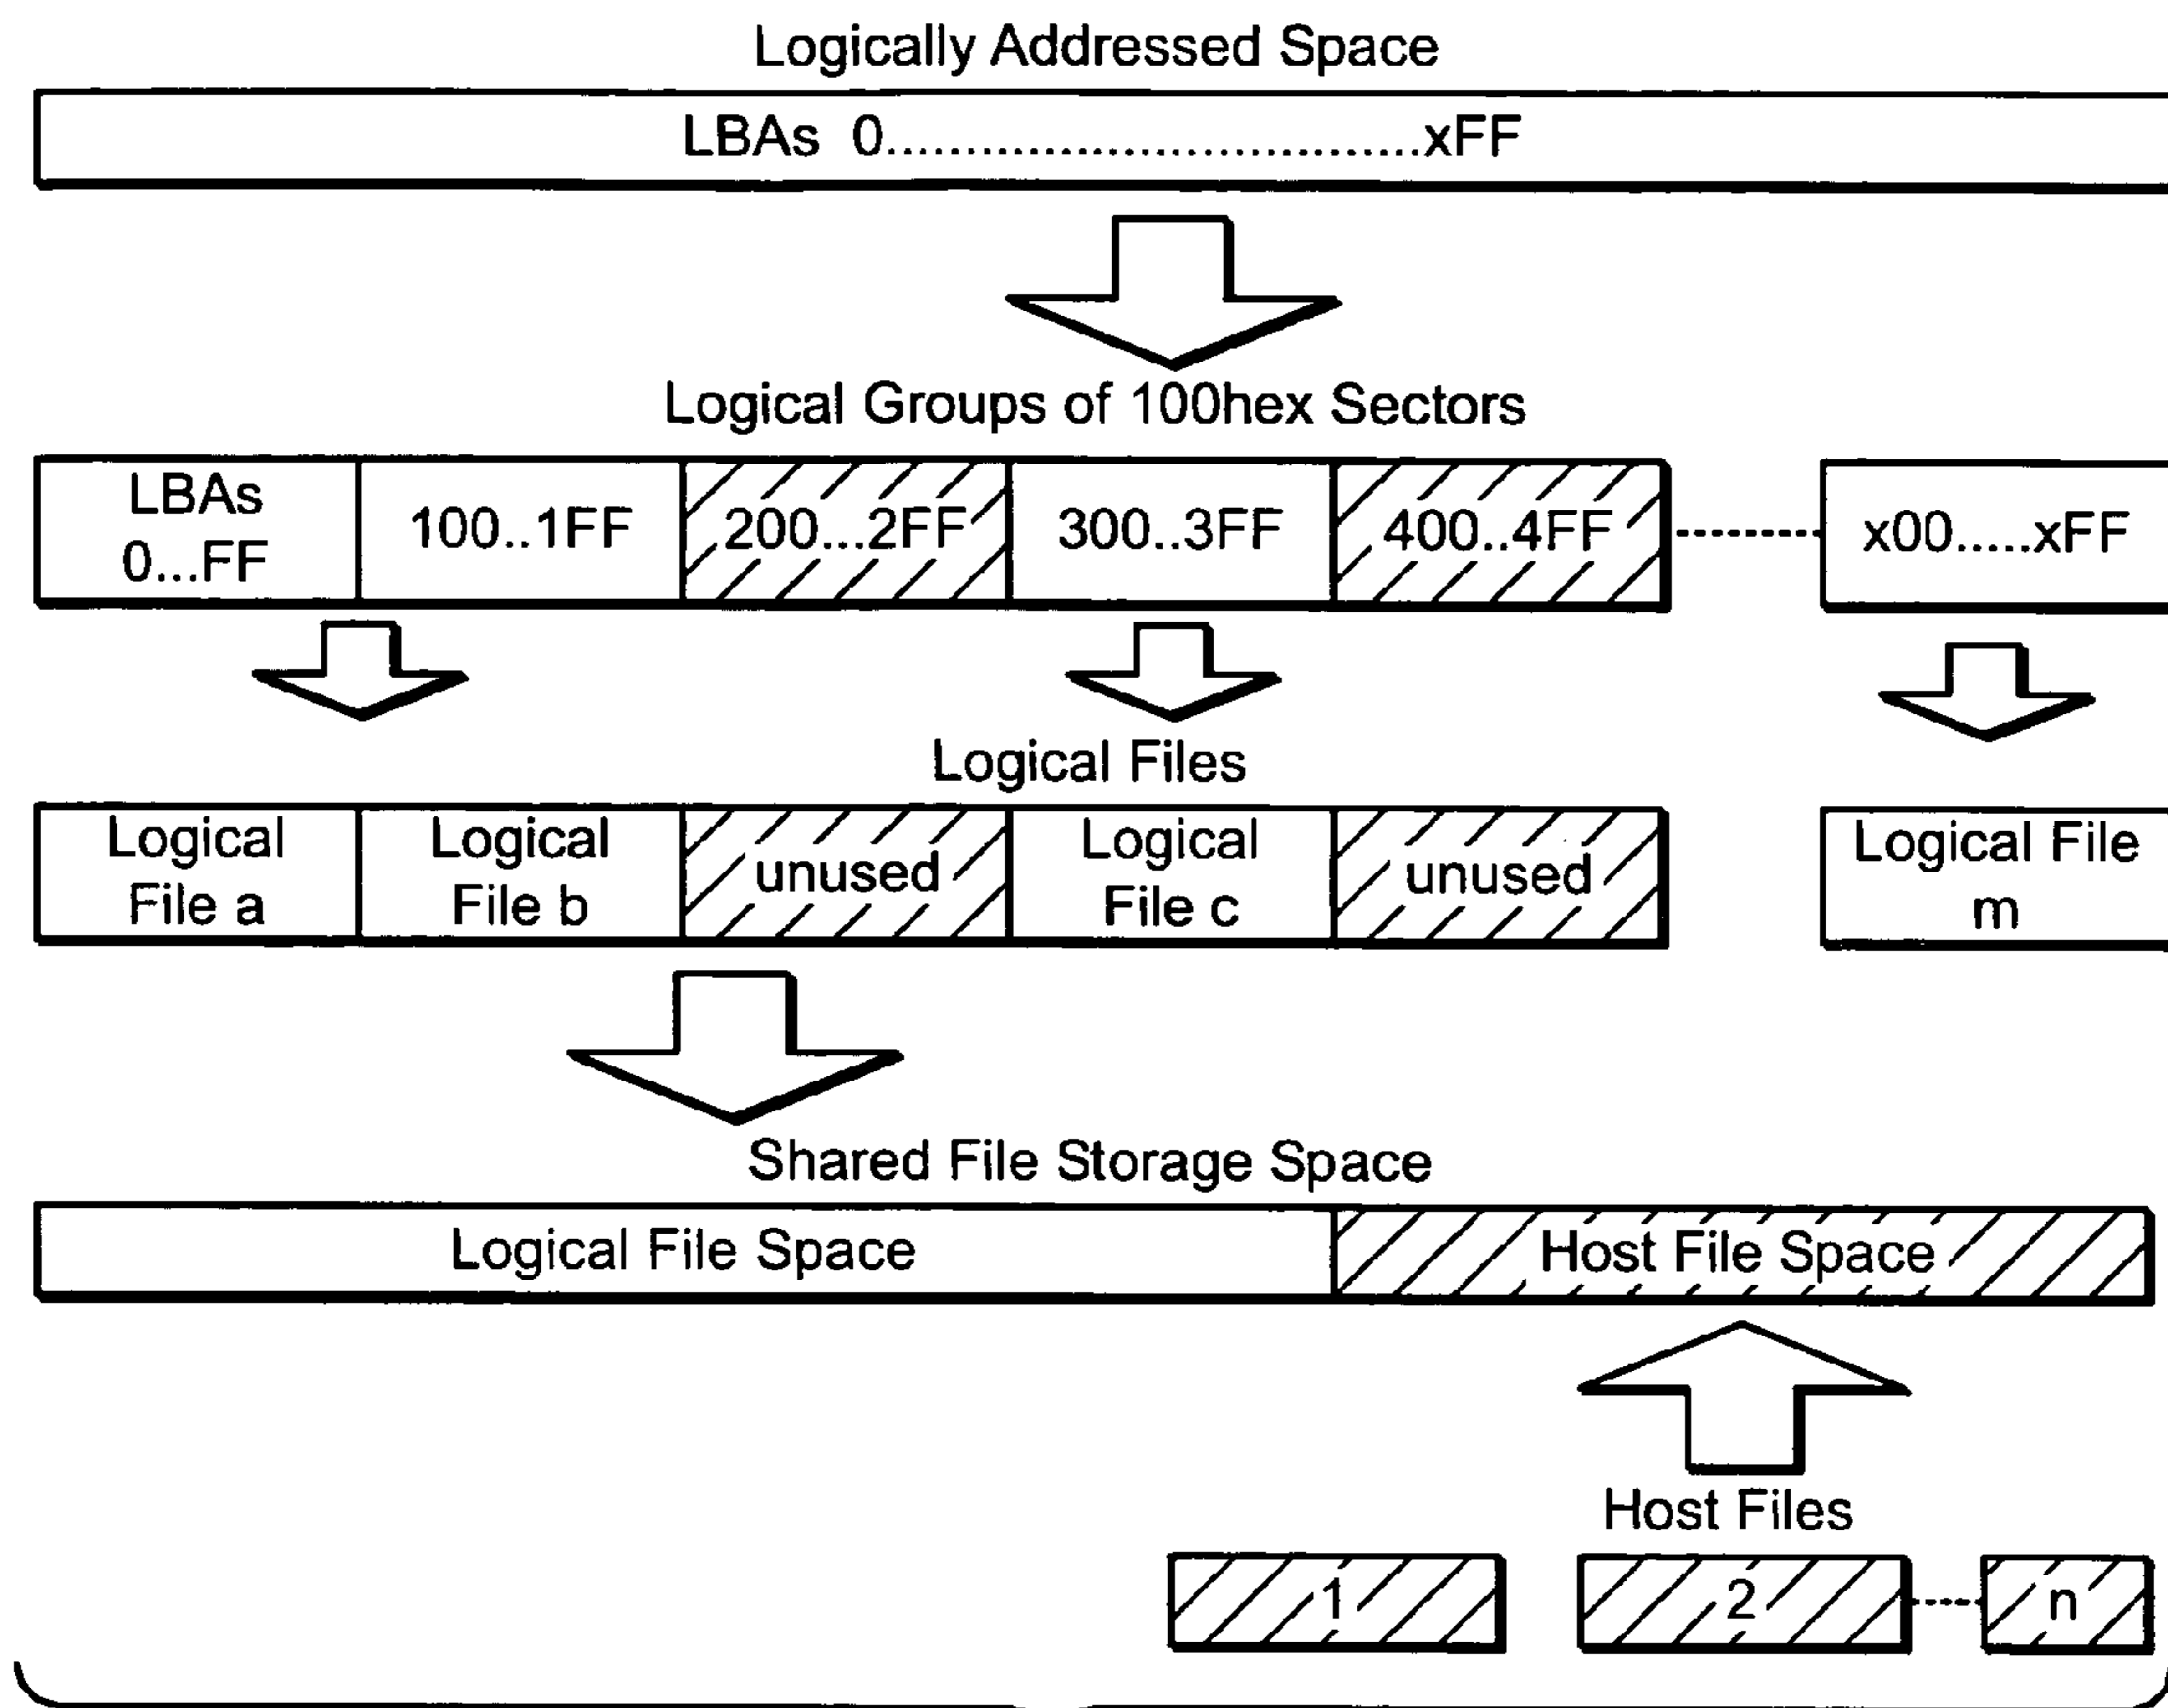 Logically Addressed Space
LBAs 0..................................xFF
Logical Groups of 100hex Sectors
LBAs
0...FF
100..1FF
200...2FF
300..3FF
400..4FF
x00.....xFF
Logical Files
Logical
File a
Logical
File b
unused
Logical
File c
unused
Logical File
m
Shared File Storage Space
Logical File Space
Host File Space
Host Files
1
2
n